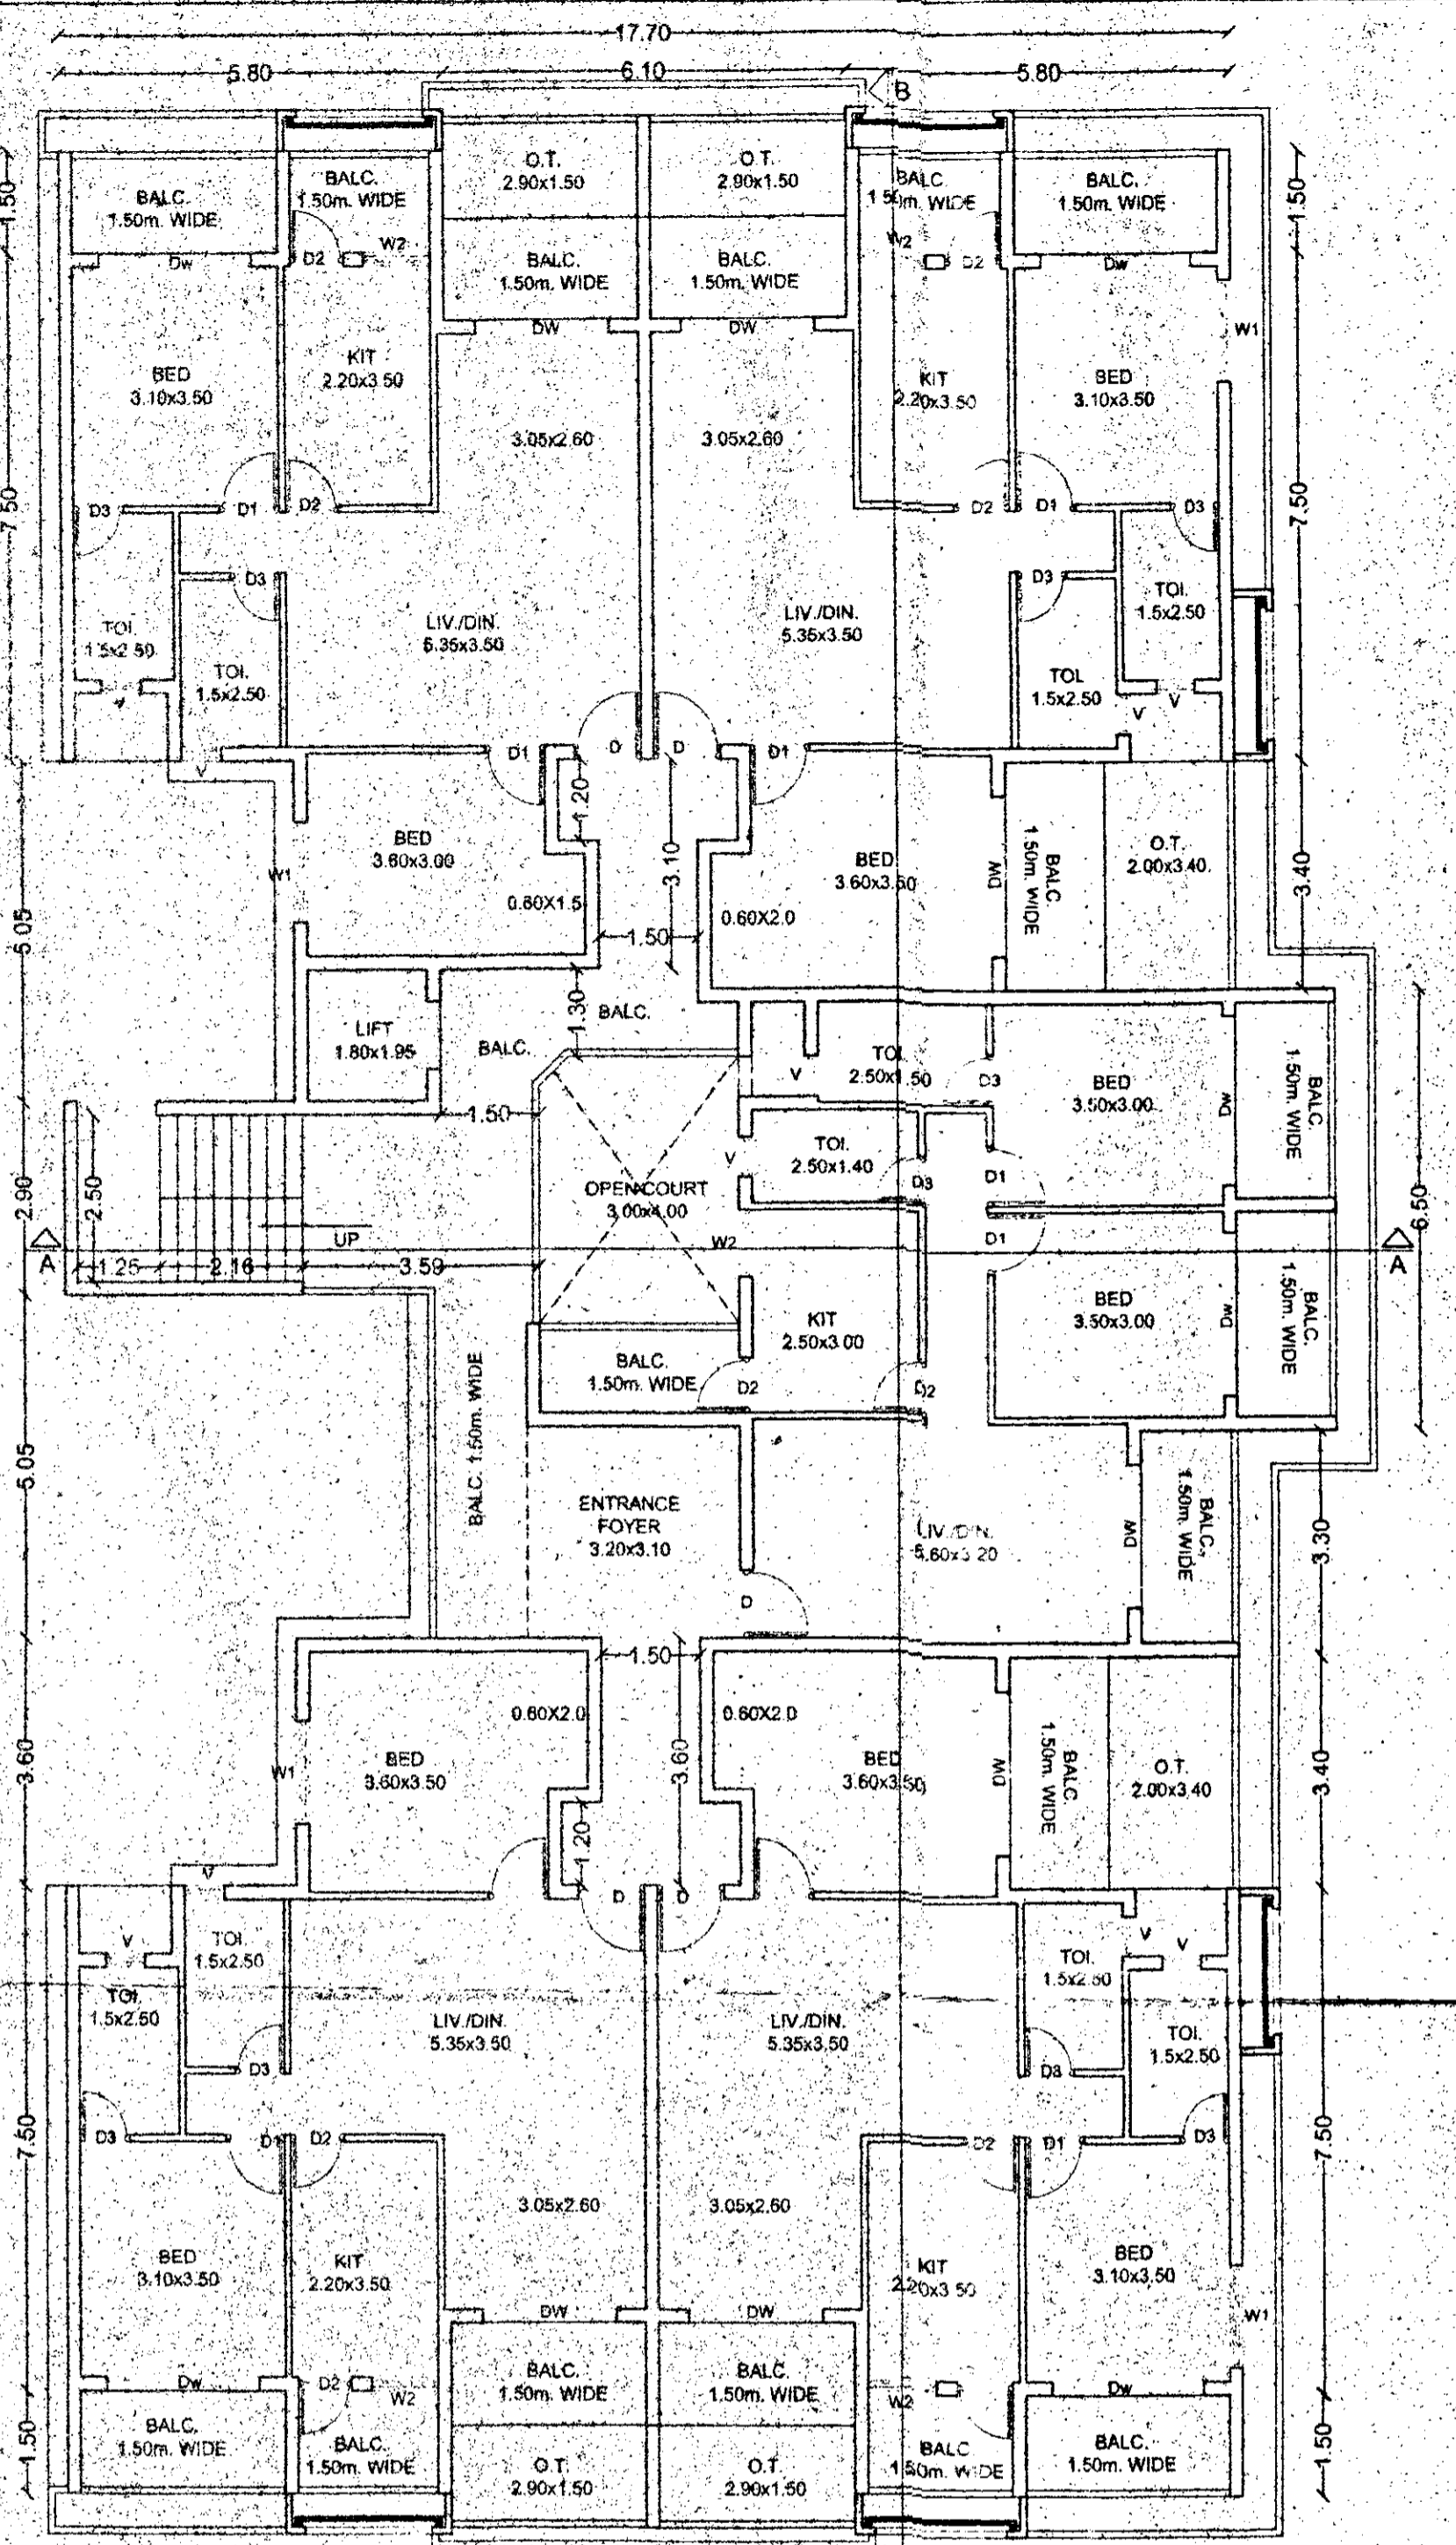 17.70
5.80
6.10
5.80
B
O.T.
2.90x1.50
O.T.
2.90x1.50
BALC.
1.50m. WIDE
BALC.
1.50m. WIDE
BALC
1.50m. WIDE
BALC.
1.50m. WIDE
1.50
1.50
W2
D2
Dw
BALC.
1.50m. WIDE
BALC.
1.50m. WIDE
W2
D2
Dw
DW
DW
W1
BED
3.10x3.50
KIT
2.20x3.50
3.05x2.60
3.05x2.60
KIT
2.20x3.50
BED
3.10x3.50
7.50
7.50
D3
D1
D2
D2
D1
D3
D3
D3
TOI.
1.5x2.50
TOI.
1.5x2.50
LIV./DIN.
5.35x3.50
LIV./DIN.
5.35x3.50
TOI.
1.5x2.50
TOI.
1.5x2.50
V
V
V
V
D1
D
D
D1
1.20
BED
3.60x3.00
W1
0.60X1.5
3.10
1.50
0.60X2.0
BED
3.60x3.50
DW
BALC
1.50m. WIDE
O.T.
2.00x3.40.
3.40
5.05
LIFT
1.80x1.95
BALC.
1.30
BALC.
1.50
V
TOI.
2.50x1.50
D3
BED
3.50x3.00
Dw
BALC
1.50m. WIDE
TOI.
2.50x1.40
V
D3
D1
D1
2.90
2.50
OPEN COURT
3.00x4.00
W2
UP
A
1.25
2.16
3.59
A
6.50
KIT
2.50x3.00
BED
3.50x3.00
Dw
BALC.
1.50m. WIDE
BALC.
1.50m. WIDE
D2
D2
BALC. 1.50m. WIDE
5.05
ENTRANCE
FOYER
3.20x3.10
LIV./DIN.
5.60x3.20
DW
BALC.
1.50m. WIDE
3.30
D
1.50
0.60X2.0
0.60X2.0
BED
3.60x3.50
W1
3.60
3.60
BED
3.60x3.50
DW
BALC.
1.50m. WIDE
O.T.
2.00x3.40
3.40
1.20
V
D
D
V
TOI.
1.5x2.50
TOI.
1.5x2.50
LIV./DIN.
5.35x3.50
LIV./DIN.
5.35x3.50
TOI.
1.5x2.50
V
V
TOI.
1.5x2.50
D3
D3
D3
D1
D2
D2
D1
D3
7.50
7.50
3.05x2.60
3.05x2.60
BED
3.10x3.50
KIT
2.20x3.50
KIT
2.20x3.50
BED
3.10x3.50
DW
DW
W1
Dw
D2
W2
BALC.
1.50m. WIDE
BALC.
1.50m. WIDE
W2
Dw
BALC.
1.50m. WIDE
BALC.
1.50m. WIDE
BALC
1.50m. WIDE
BALC.
1.50m. WIDE
1.50
1.50
O.T.
2.90x1.50
O.T.
2.90x1.50